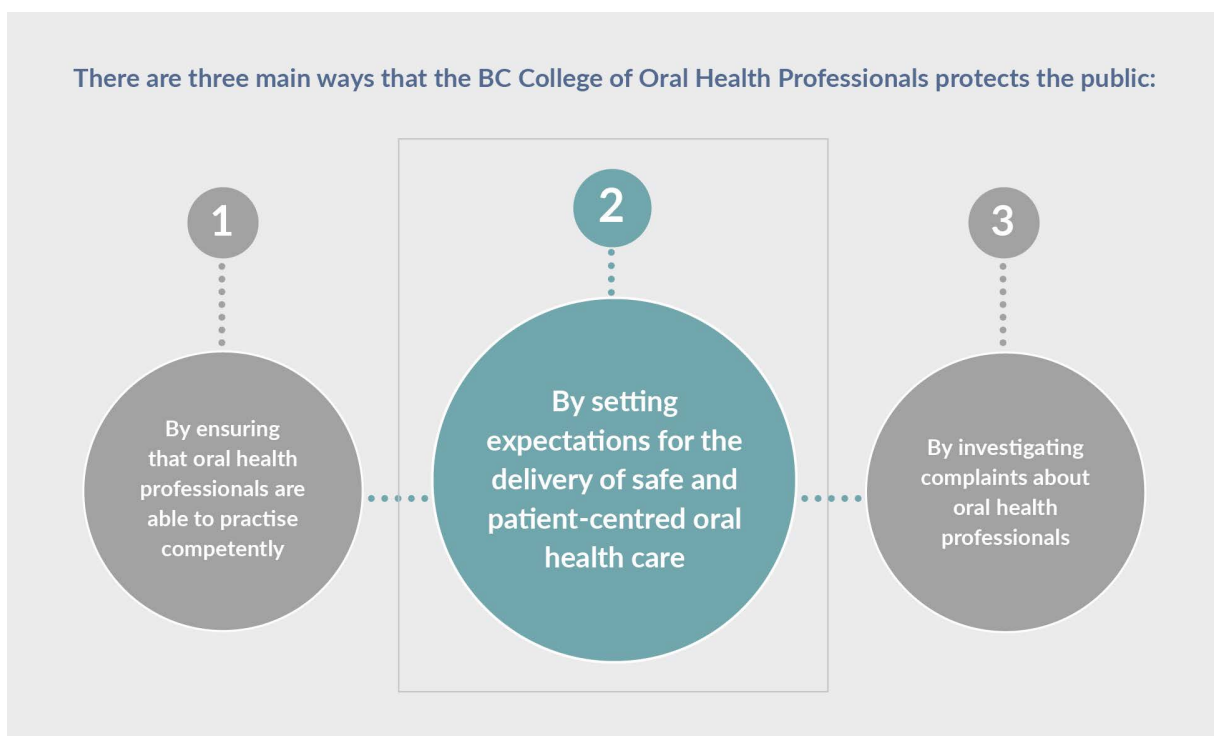 There are three main ways that the BC College of Oral Health Professionals protects the public:
1
By ensuring
that oral health
professionals are
able to practise
competently
2
By setting
expectations for the
delivery of safe and
patient-centred oral
health care
3
By investigating
complaints about
oral health
professionals